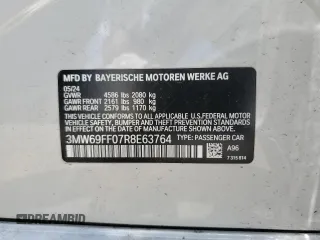 MFD BY BAYERISCHE MOTOREN WERKE AG
05/24
GVWR 4586 lbs 2080 kg
GAWR FRONT 2161 lbs 980 kg
GAWR REAR 2579 lbs 1170 kg
THIS VEHICLE CONFORMS TO ALL APPLICABLE U.S. FEDERAL MOTOR
VEHICLE SAFETY, BUMPER, AND THEFT PREVENTION STANDARDS IN
EFFECT ON THE DATE OF MANUFACTURE SHOWN ABOVE.
3MW69FF07R8E63764
TYPE: PASSENGER CAR
A96
AUTOBIDMASTER